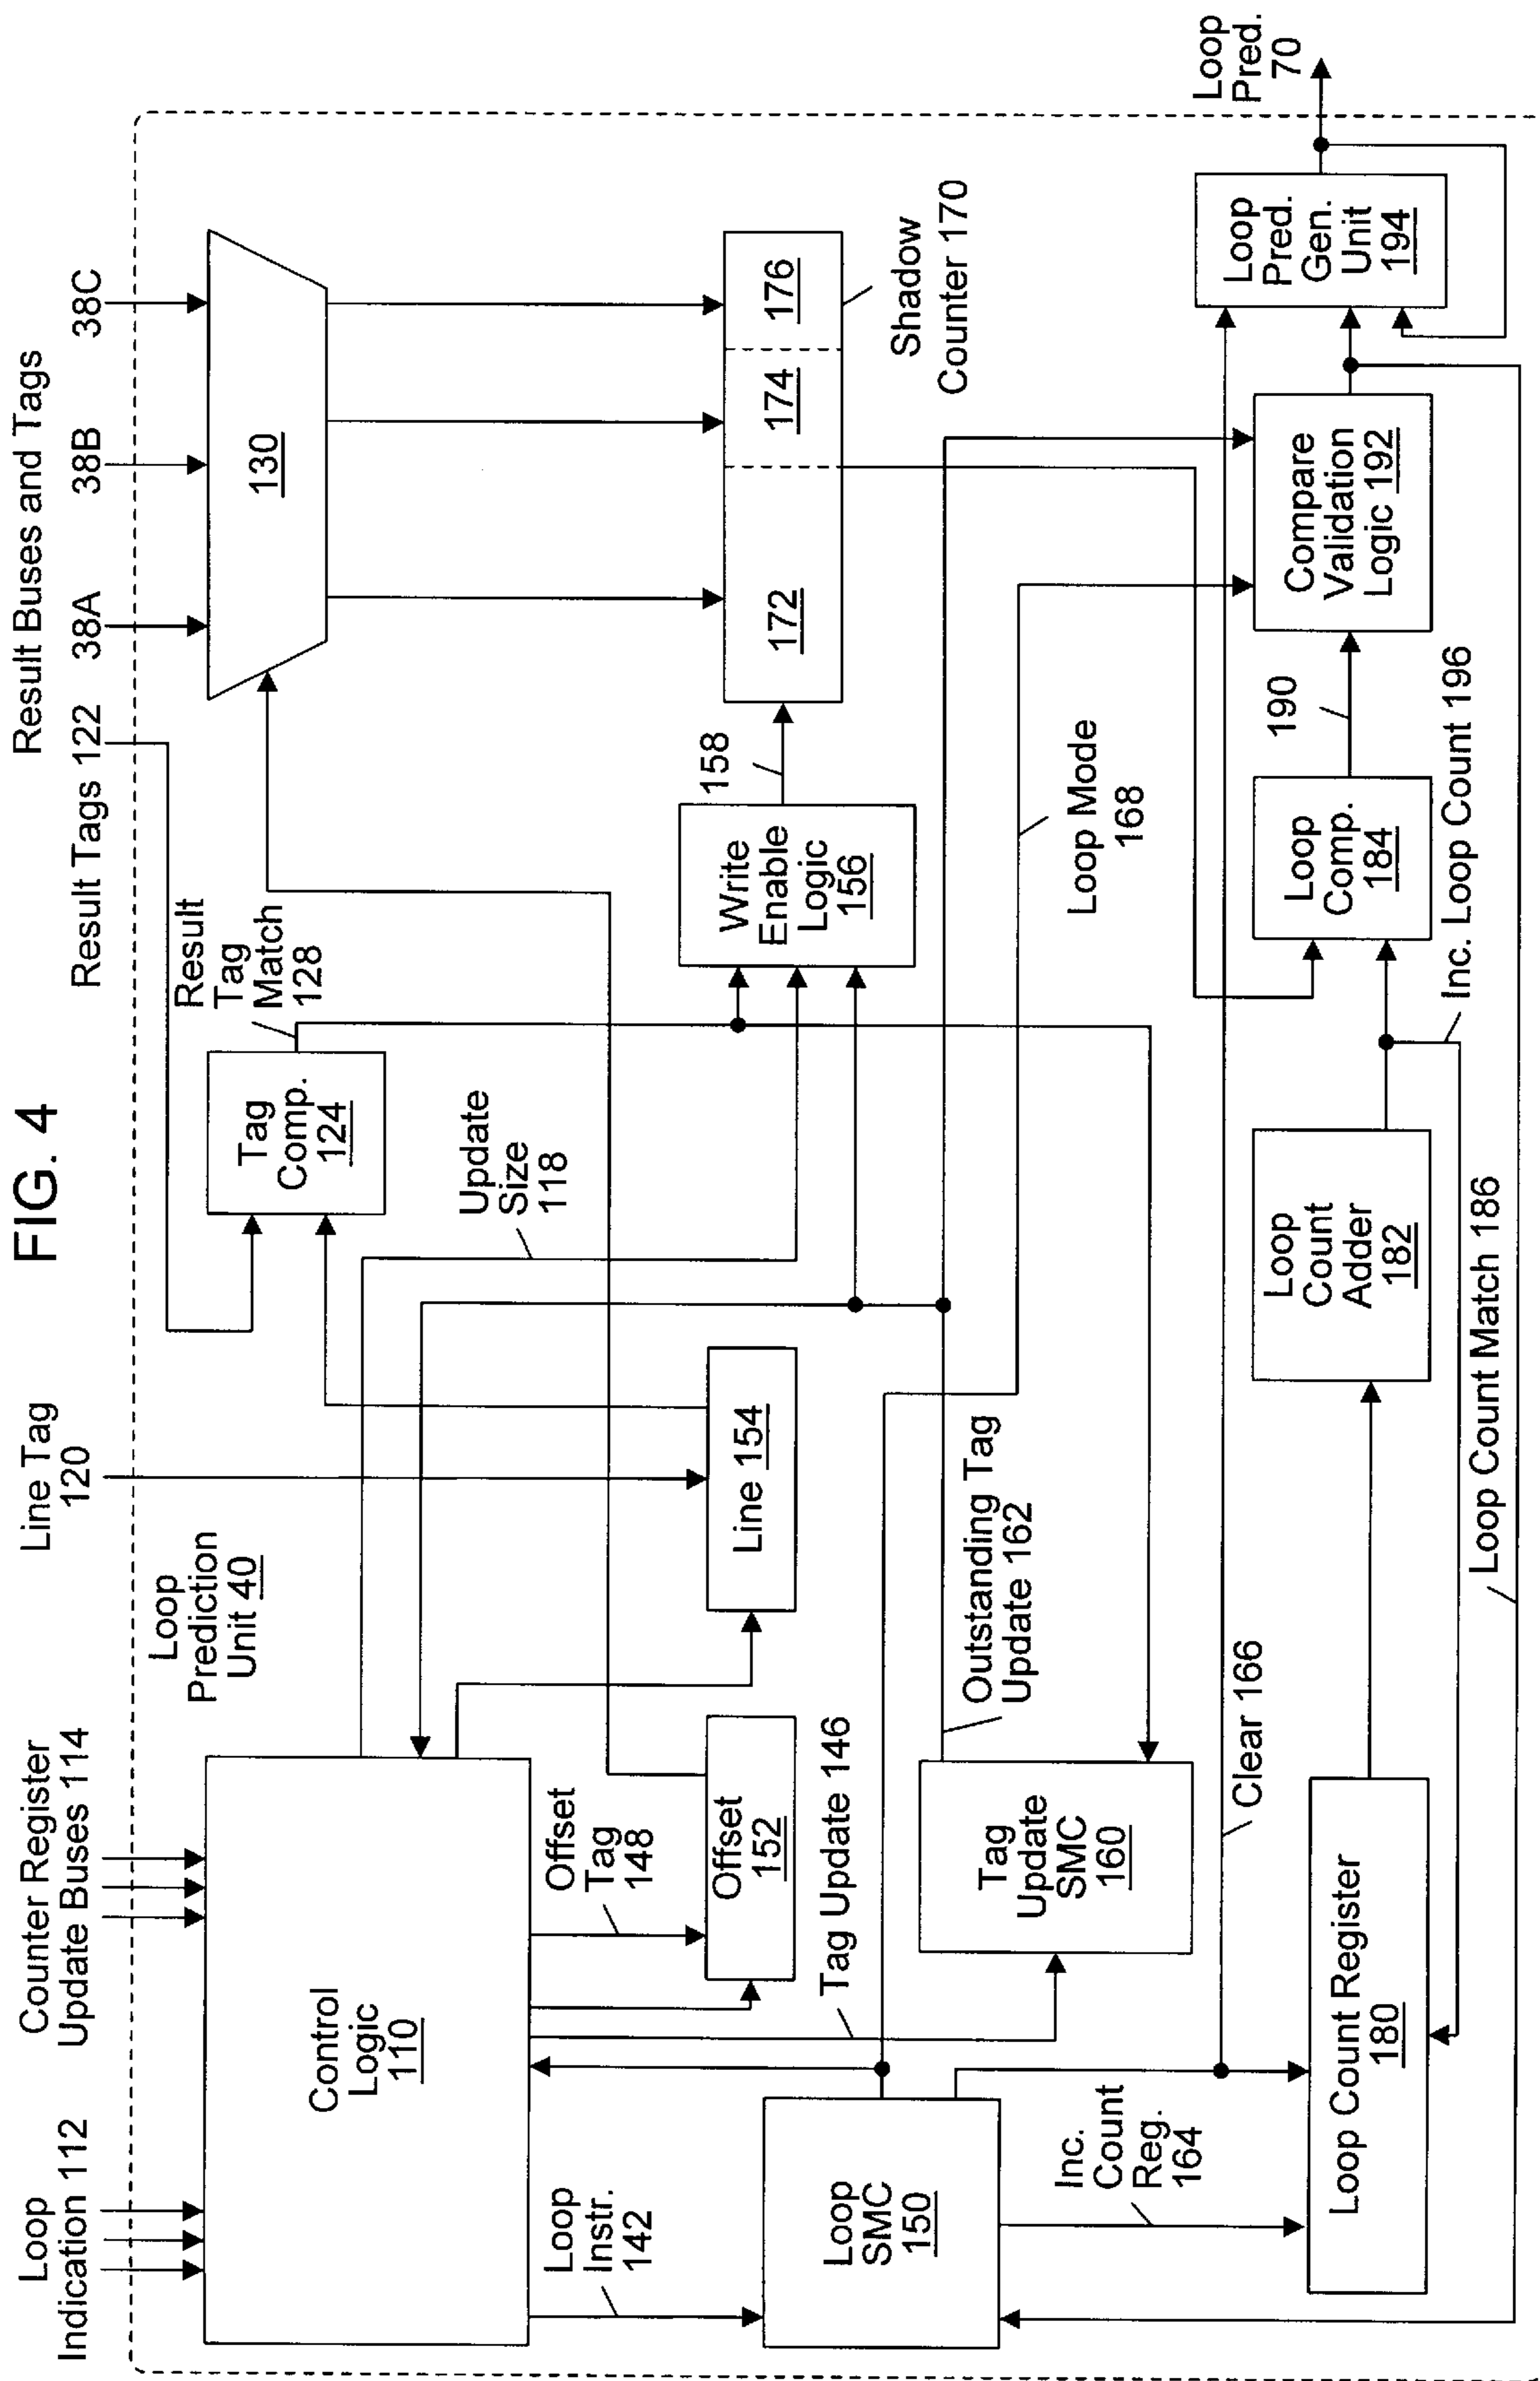 FIG. 4
Loop
Indication 112
Counter Register
Update Buses 114
Line Tag
120
Result Tags 122
Result Buses and Tags
38A
38B
38C
Loop
Prediction
Unit 40
Control
Logic
110
Tag
Comp.
124
Result
Tag
Match
128
130
Update
Size
118
Loop
Instr.
142
Offset
Tag
148
Offset
152
Line 154
Write
Enable
Logic
156
158
172
174
176
Shadow
Counter 170
Loop
SMC
150
Tag Update 146
Tag
Update
SMC
160
Outstanding Tag
Update 162
Loop Mode
168
Inc.
Count
Reg.
164
Clear 166
Loop Count Register
180
Loop
Count
Adder
182
Loop
Comp.
184
190
Compare
Validation
Logic 192
Loop
Pred.
Gen.
Unit
194
Loop
Pred.
70
Inc. Loop Count 196
Loop Count Match 186